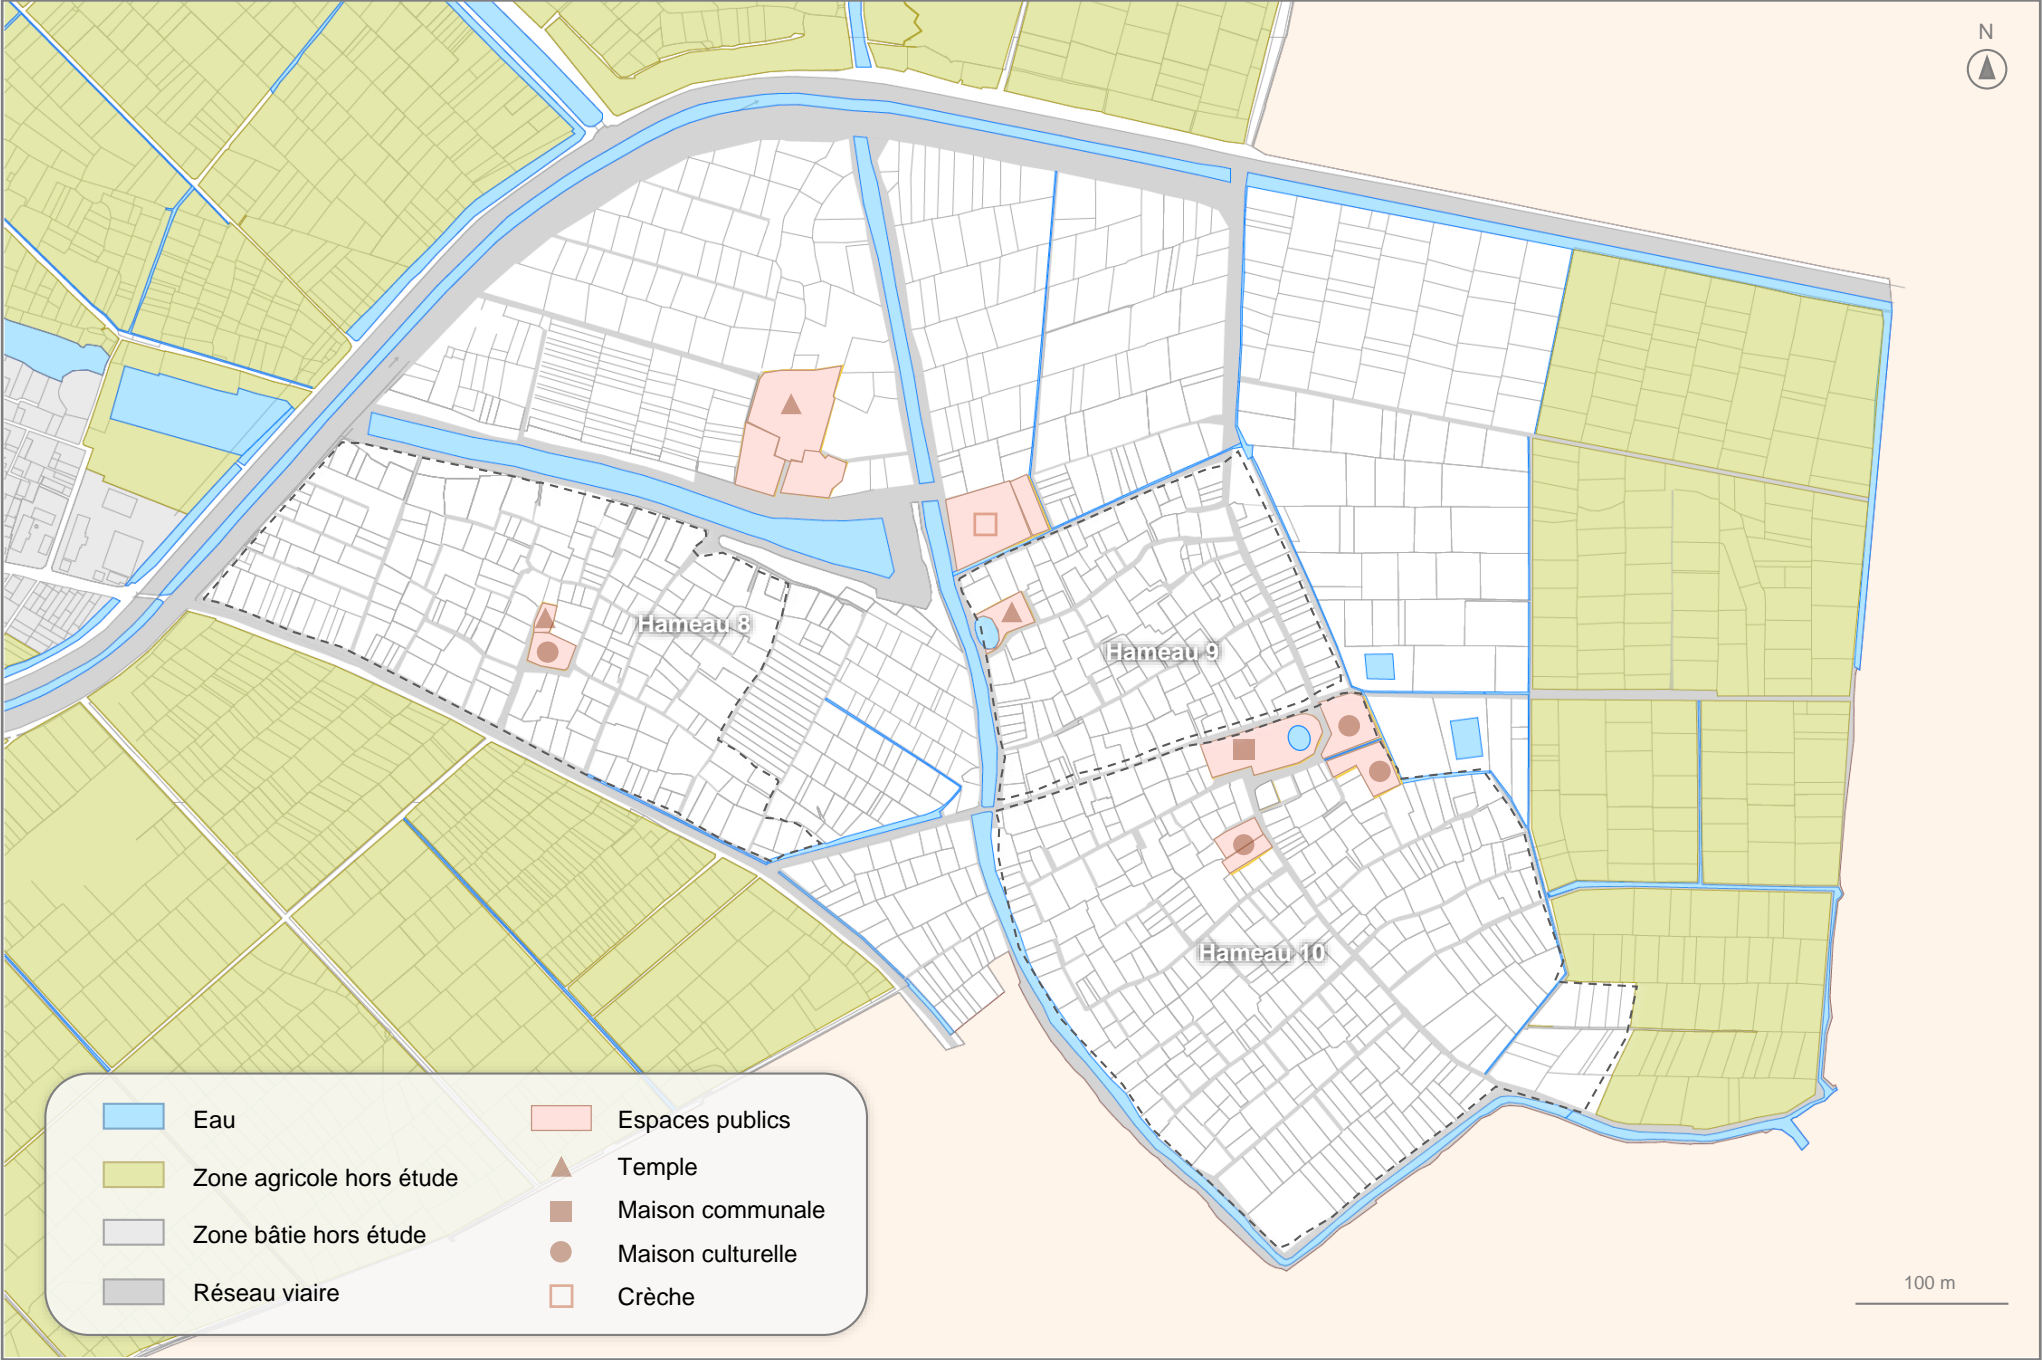 N
Hameau 8
Hameau 9
Hameau 10
Eau
Zone agricole hors étude
Zone bâtie hors étude
Réseau viaire
Espaces publics
Temple
Maison communale
Maison culturelle
Crèche
100 m